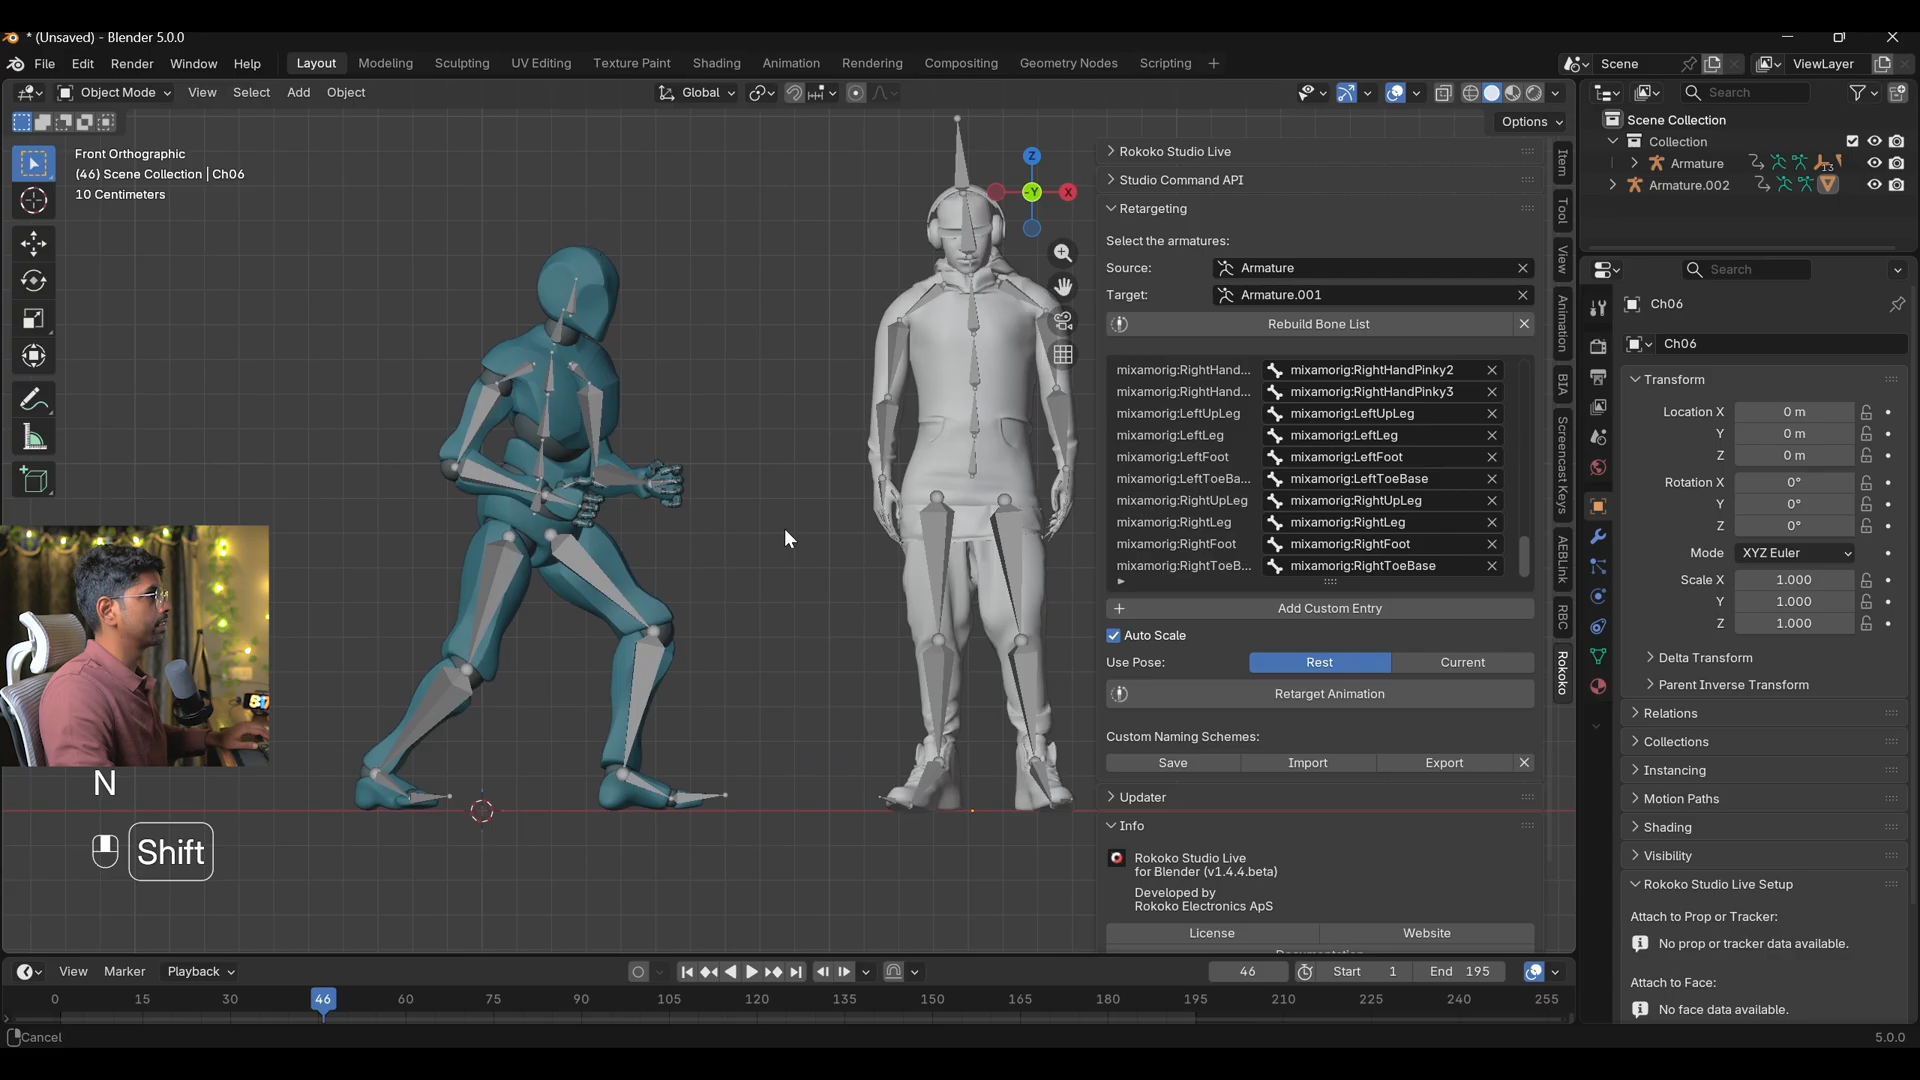 * (Unsaved) - Blender 5.0.0
File Edit Render Window Help Layout Modeling Sculpting UV Editing Texture Paint Shading Animation Rendering Compositing Geometry Nodes Scripting + Scene ViewLayer
Object Mode View Select Add Object Global Search
Options
Front Orthographic
(46) Scene Collection | Ch06
10 Centimeters
Z
-Y
X
Rokoko Studio Live
Studio Command API
Retargeting
Select the armatures:
Source: Armature
Target: Armature.001
Rebuild Bone List
mixamorig:RightHand... mixamorig:RightHandPinky2
mixamorig:RightHand... mixamorig:RightHandPinky3
mixamorig:LeftUpLeg mixamorig:LeftUpLeg
mixamorig:LeftLeg mixamorig:LeftLeg
mixamorig:LeftFoot mixamorig:LeftFoot
mixamorig:LeftToeBa... mixamorig:LeftToeBase
mixamorig:RightUpLeg mixamorig:RightUpLeg
mixamorig:RightLeg mixamorig:RightLeg
mixamorig:RightFoot mixamorig:RightFoot
mixamorig:RightToeB... mixamorig:RightToeBase
Add Custom Entry
Auto Scale
Use Pose: Rest Current
Retarget Animation
Custom Naming Schemes:
Save Import Export
Updater
Info
Rokoko Studio Live
for Blender (v1.4.4.beta)
Developed by
Rokoko Electronics ApS
License Website
Item
Tool
View
Animation
BIA
Screencast Keys
AEBLink
RBC
Rokoko
Scene Collection
Collection
Armature 13
Armature.002
Search
Ch06
Ch06
Transform
Location X 0 m
Y 0 m
Z 0 m
Rotation X 0°
Y 0°
Z 0°
Mode XYZ Euler
Scale X 1.000
Y 1.000
Z 1.000
Delta Transform
Parent Inverse Transform
Relations
Collections
Instancing
Motion Paths
Shading
Visibility
Rokoko Studio Live Setup
Attach to Prop or Tracker:
No prop or tracker data available.
Attach to Face:
No face data available.
N
Shift
View Marker Playback 46 Start 1 End 195
0 15 30 46 60 75 90 105 120 135 150 165 180 195 210 225 240 255
Cancel 5.0.0